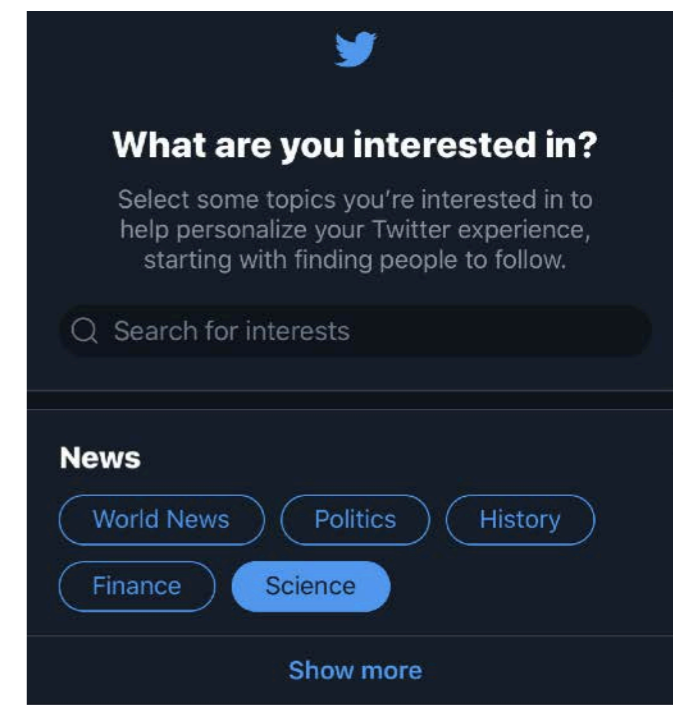 What are you interested in?
Select some topics you're interested in to
help personalize your Twitter experience,
starting with finding people to follow.
Search for interests
News
World News Politics History
Finance Science
Show more